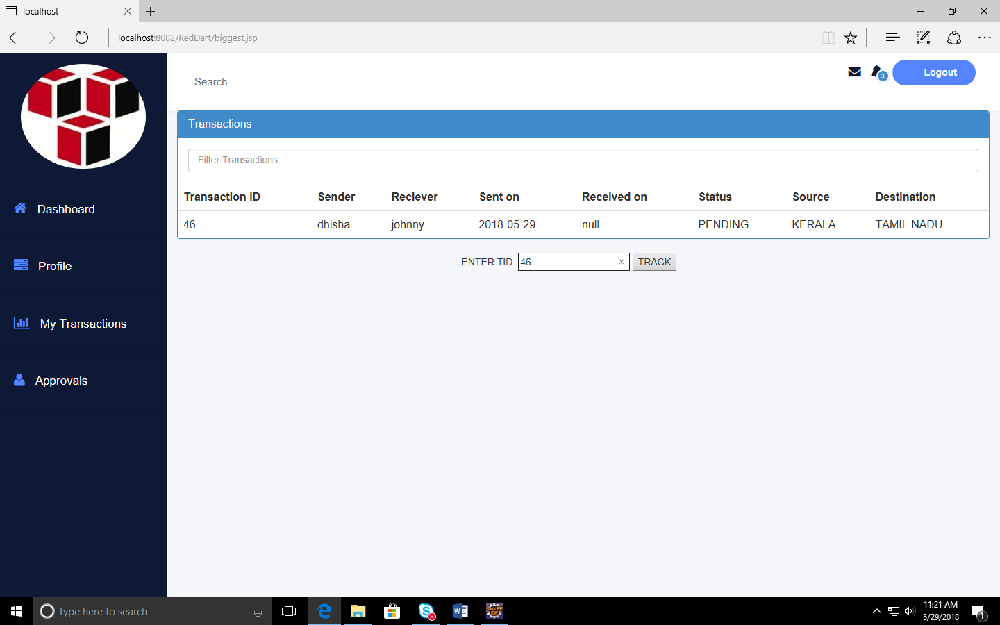 localhost
localhost:8082/RedDart/biggest.jsp
Search
3
Logout
Transactions
Filter Transactions
Transaction ID Sender Reciever Sent on Received on Status Source Destination
46 dhisha johnny 2018-05-29 null PENDING KERALA TAMIL NADU
ENTER TID: 46 TRACK
Dashboard
Profile
My Transactions
Approvals
Type here to search
11:21 AM
5/29/2018
1